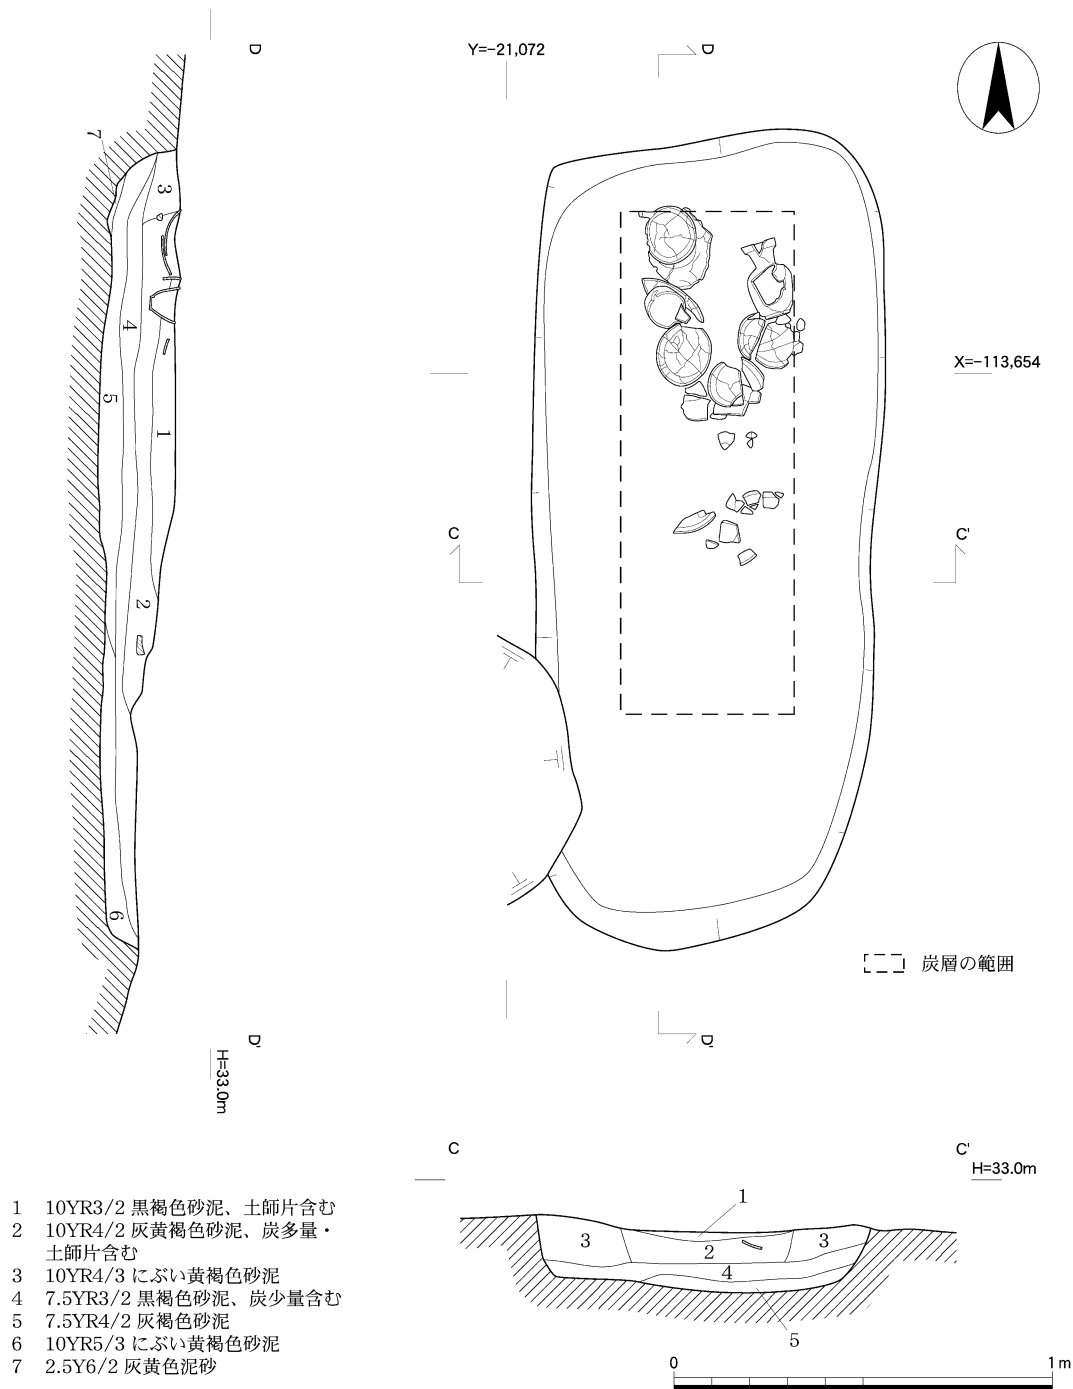 D
Y=-21,072
D
7
3
4
5
1
2
6
X=-113,654
C
C'
炭層の範囲
D'
D'
H=33.0m
C
C'
H=33.0m
1
3
2
3
4
5
1 10YR3/2 黒褐色砂泥、土師片含む
2 10YR4/2 灰黄褐色砂泥、炭多量・
土師片含む
3 10YR4/3 にぶい黄褐色砂泥
4 7.5YR3/2 黒褐色砂泥、炭少量含む
5 7.5YR4/2 灰褐色砂泥
6 10YR5/3 にぶい黄褐色砂泥
7 2.5Y6/2 灰黄色泥砂
0 1m